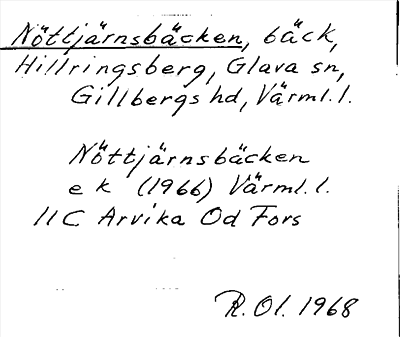 Nöttjärnsbäcken, bäck,
Hillringsberg, Glava sn,
Gillbergs hd, Värml. l.
Nöttjärnsbäcken
e k (1966) Värml. l.
11C Arvika Od Fors
R. Ol. 1968